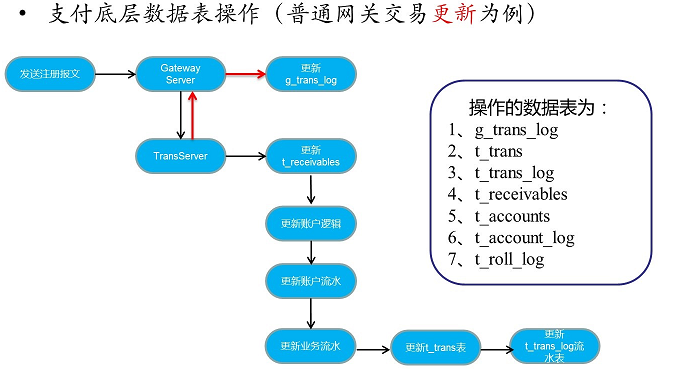 • 支付底层数据表操作（普通网关交易更新为例）
发送注册报文
Gateway
Server
更新
g_trans_log
TransServer
更新
t_receivables
更新账户逻辑
更新账户流水
更新业务流水
更新t_trans表
更新
t_trans_log流
水表
操作的数据表为：
1、g_trans_log
2、t_trans
3、t_trans_log
4、t_receivables
5、t_accounts
6、t_account_log
7、t_roll_log